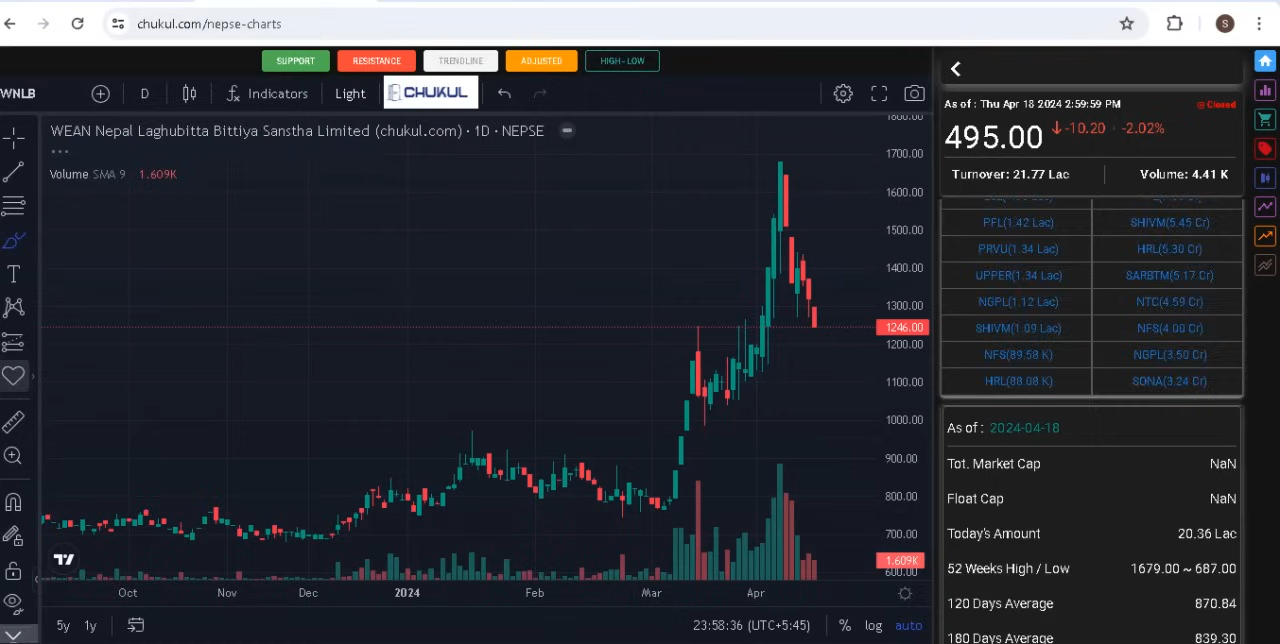 chukul.com/nepse-charts
S
SUPPORT RESISTANCE TRENDLINE ADJUSTED HIGH-LOW
WNLB D Indicators Light CHUKUL
WEAN Nepal Laghubitta Bittiya Sanstha Limited (chukul.com) · 1D · NEPSE
Volume SMA 9 1.609K
1800.00
1700.00
1600.00
1500.00
1400.00
1300.00
1246.00
1200.00
1100.00
1000.00
900.00
800.00
700.00
1.609K
600.00
Oct Nov Dec 2024 Feb Mar Apr
5y 1y 23:58:36 (UTC+5:45) % log auto
As of : Thu Apr 18 2024 2:59:59 PM Closed
495.00 -10.20 -2.02%
Turnover: 21.77 Lac Volume: 4.41 K
PFL(1.42 Lac) SHIVM(5.45 Cr)
PRVU(1.34 Lac) HRL(5.30 Cr)
UPPER(1.34 Lac) SARBTM(5.17 Cr)
NGPL(1.12 Lac) NTC(4.59 Cr)
SHIVM(1.09 Lac) NFS(4.00 Cr)
NFS(89.58 K) NGPL(3.50 Cr)
HRL(88.08 K) SONA(3.24 Cr)
As of : 2024-04-18
Tot. Market Cap NaN
Float Cap NaN
Today's Amount 20.36 Lac
52 Weeks High / Low 1679.00 ~ 687.00
120 Days Average 870.84
180 Days Average 839.30